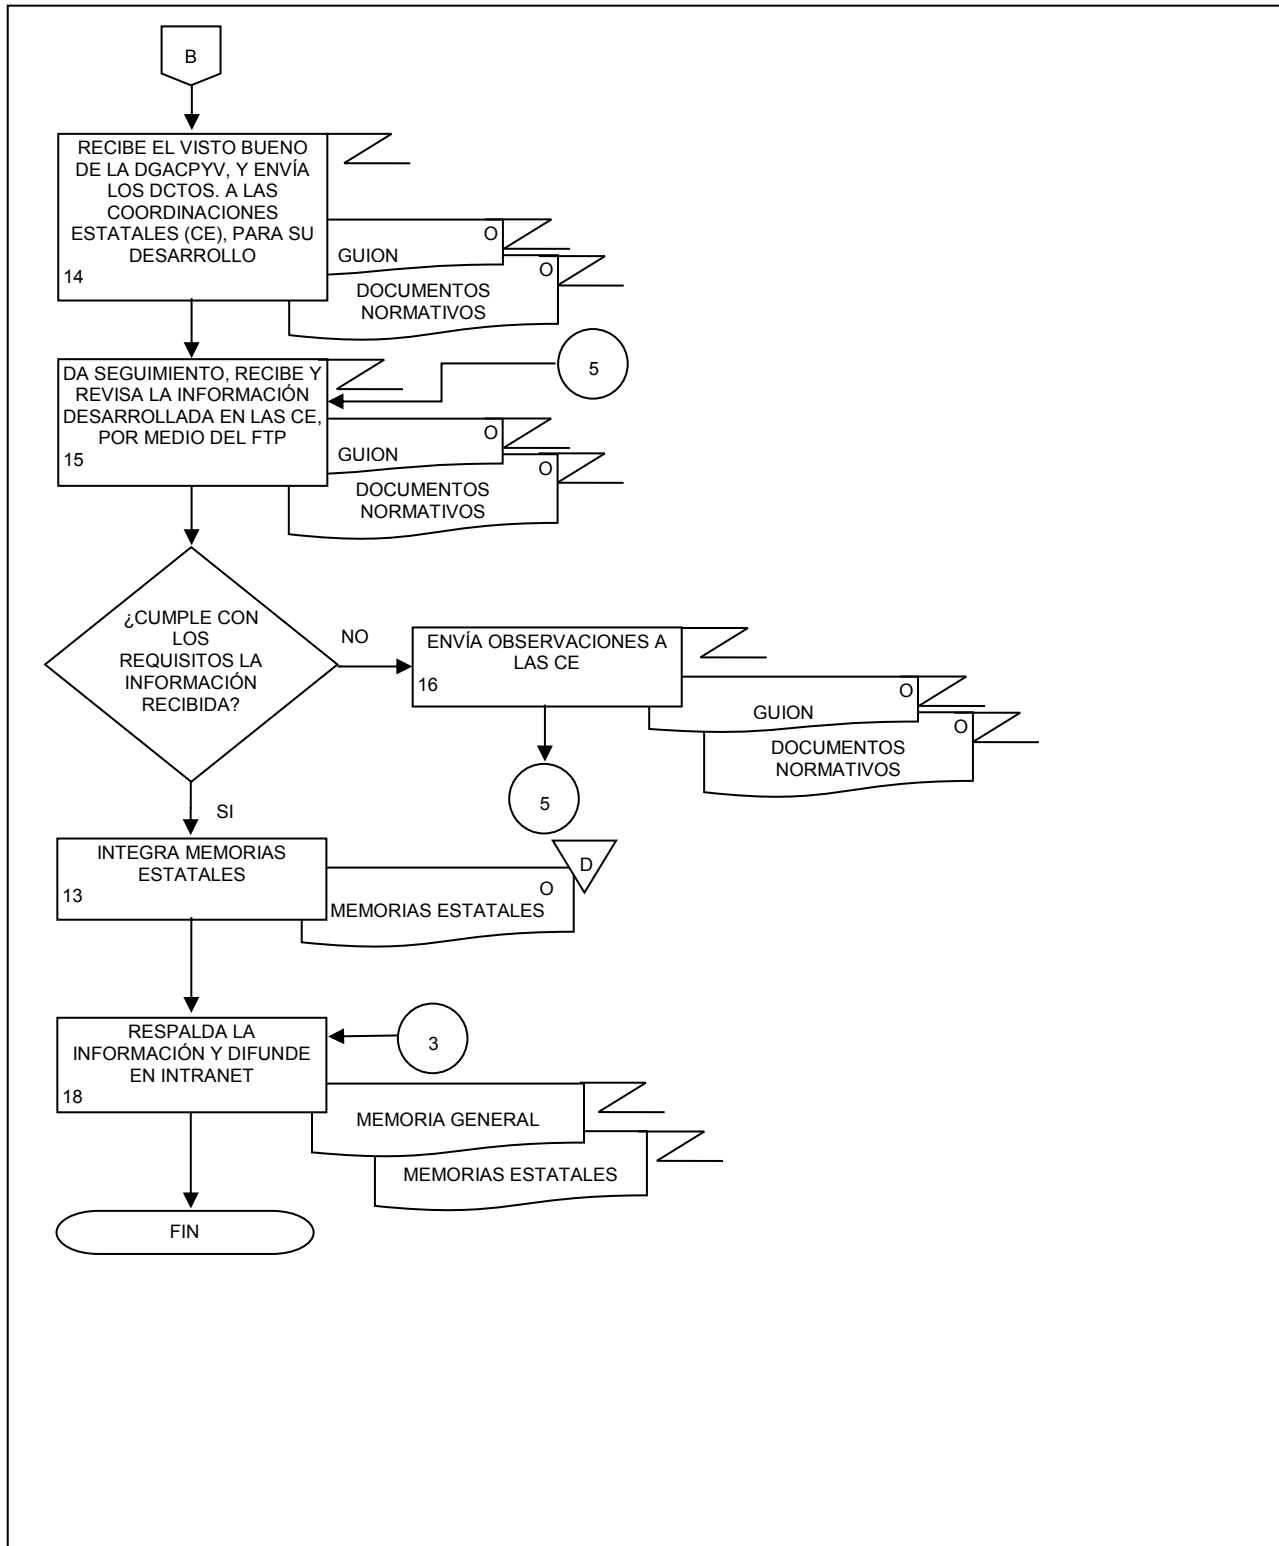 B
RECIBE EL VISTO BUENO
DE LA DGACPYV, Y ENVÍA
LOS DCTOS. A LAS
COORDINACIONES
ESTATALES (CE), PARA SU
DESARROLLO
14
O
GUION
O
DOCUMENTOS
NORMATIVOS
5
DA SEGUIMIENTO, RECIBE Y
REVISA LA INFORMACIÓN
DESARROLLADA EN LAS CE,
POR MEDIO DEL FTP
15
O
GUION
O
DOCUMENTOS
NORMATIVOS
¿CUMPLE CON
LOS
REQUISITOS LA
INFORMACIÓN
RECIBIDA?
NO
ENVÍA OBSERVACIONES A
LAS CE
16
O
GUION
O
DOCUMENTOS
NORMATIVOS
5
SI
INTEGRA MEMORIAS
ESTATALES
13
D
O
MEMORIAS ESTATALES
RESPALDA LA
INFORMACIÓN Y DIFUNDE
EN INTRANET
18
3
MEMORIA GENERAL
MEMORIAS ESTATALES
FIN